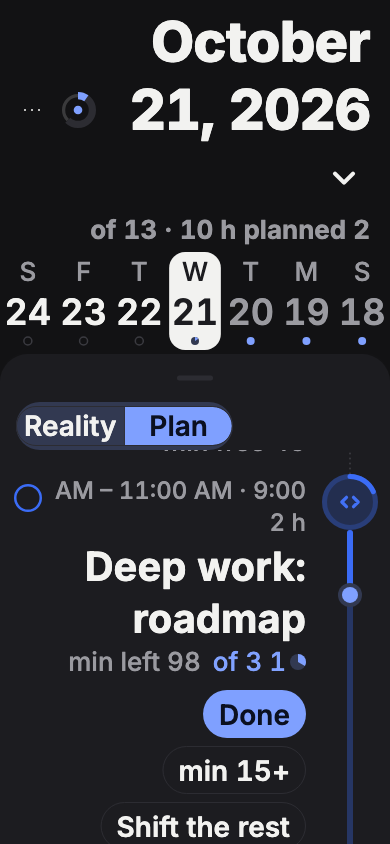 October
21, 2026
of 13 · 10 h planned 2
S F T W T M S
24 23 22 21 20 19 18
Reality Plan
AM – 11:00 AM · 9:00
2 h
Deep work:
roadmap
min left 98 of 3 1
Done
min 15+
Shift the rest